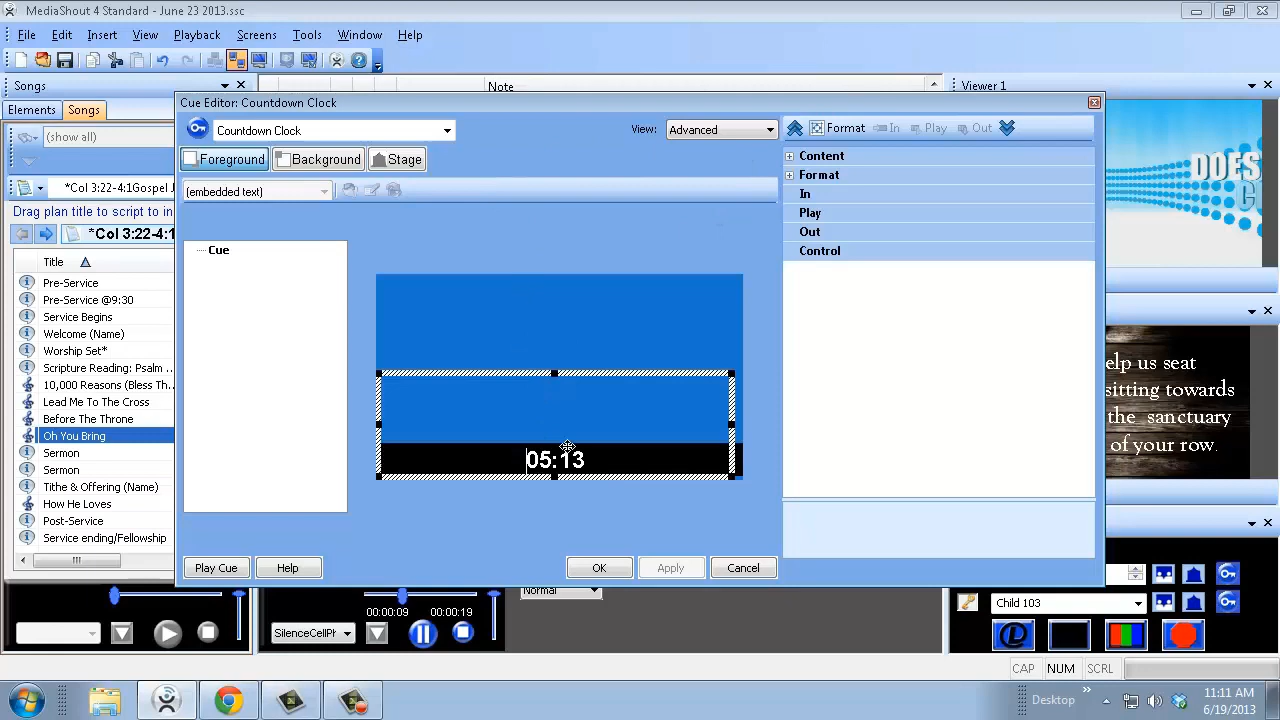 MediaShout 4 Standard - June 23 2013.ssc
File Edit Insert View Playback Screens Tools Window Help
Songs
Note
Viewer 1
Elements Songs
(show all)
*Col 3:22-4:1Gospel J
Drag plan title to script to in
*Col 3:22-4:1
Title
Pre-Service
Pre-Service @9:30
Service Begins
Welcome (Name)
Worship Set*
Scripture Reading: Psalm ...
10,000 Reasons (Bless Th...
Lead Me To The Cross
Before The Throne
Oh You Bring
Sermon
Sermon
Tithe & Offering (Name)
How He Loves
Post-Service
Service ending/Fellowship
Cue Editor: Countdown Clock
Countdown Clock
View: Advanced
Format In Play Out
Foreground Background Stage
(embedded text)
Cue
05:13
Content
Format
In
Play
Out
Control
Play Cue Help OK Apply Cancel
DOES
C
elp us seat
sitting towards
the sanctuary
of your row.
Normal
00:00:09 00:00:19
SilenceCellPh
Child 103
CAP NUM SCRL
Desktop
11:11 AM
6/19/2013